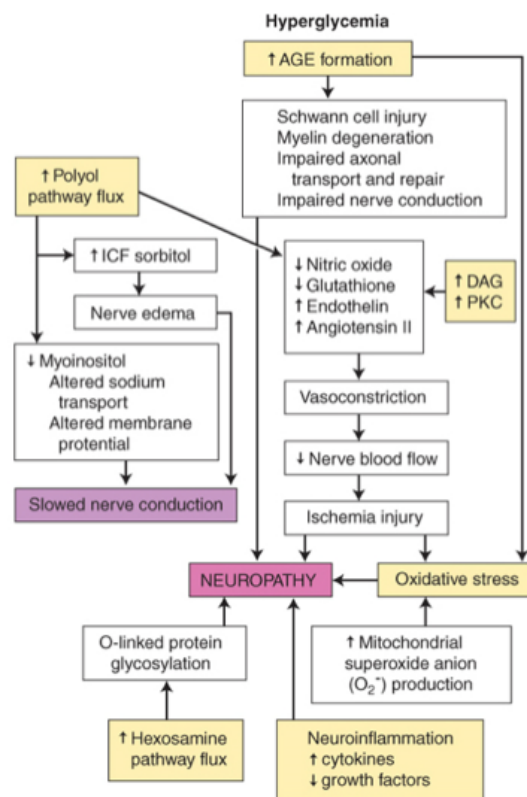 Hyperglycemia
↑ AGE formation
Schwann cell injury
Myelin degeneration
Impaired axonal
transport and repair
Impaired nerve conduction
↑ Polyol
pathway flux
↑ ICF sorbitol
Nerve edema
↓ Nitric oxide
↓ Glutathione
↑ Endothelin
↑ Angiotensin II
↑ DAG
↑ PKC
↓ Myoinositol
Altered sodium
transport
Altered membrane
protential
Vasoconstriction
↓ Nerve blood flow
Slowed nerve conduction
Ischemia injury
NEUROPATHY
Oxidative stress
O-linked protein
glycosylation
↑ Mitochondrial
superoxide anion
(O₂⁻) production
↑ Hexosamine
pathway flux
Neuroinflammation
↑ cytokines
↓ growth factors